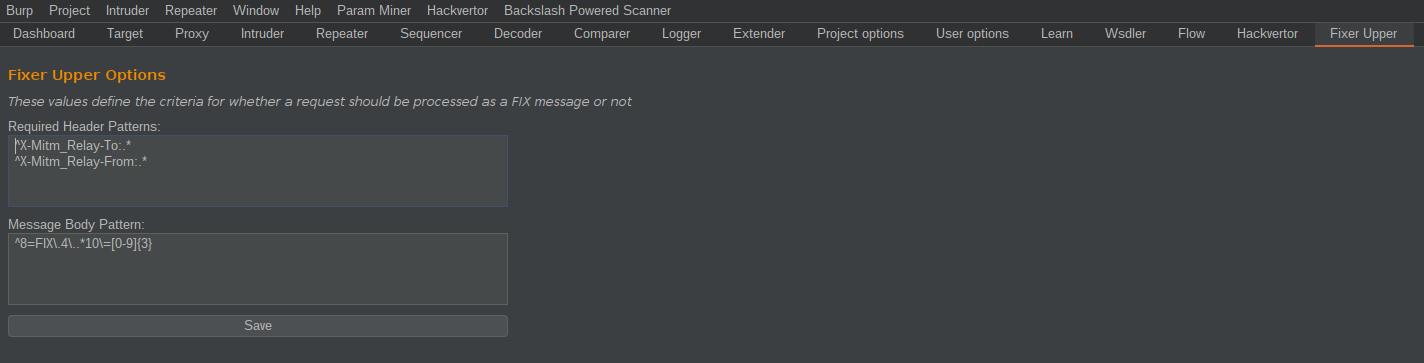 Burp Project Intruder Repeater Window Help Param Miner Hackvertor Backslash Powered Scanner
Dashboard Target Proxy Intruder Repeater Sequencer Decoder Comparer Logger Extender Project options User options Learn Wsdler Flow Hackvertor Fixer Upper
Fixer Upper Options
These values define the criteria for whether a request should be processed as a FIX message or not
Required Header Patterns:
^X-Mitm_Relay-To:.*
^X-Mitm_Relay-From:.*
Message Body Pattern:
^8=FIX\.4\..*10\=[0-9]{3}
Save